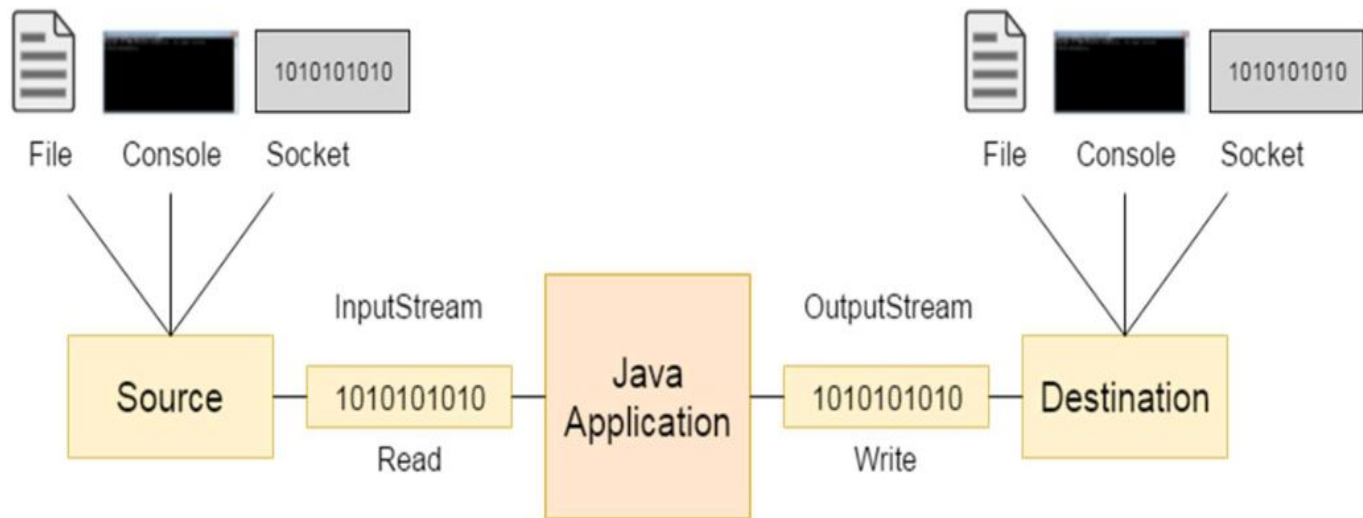 1010101010
1010101010
File Console Socket
File Console Socket
InputStream
OutputStream
Source
1010101010
Java
Application
1010101010
Destination
Read
Write